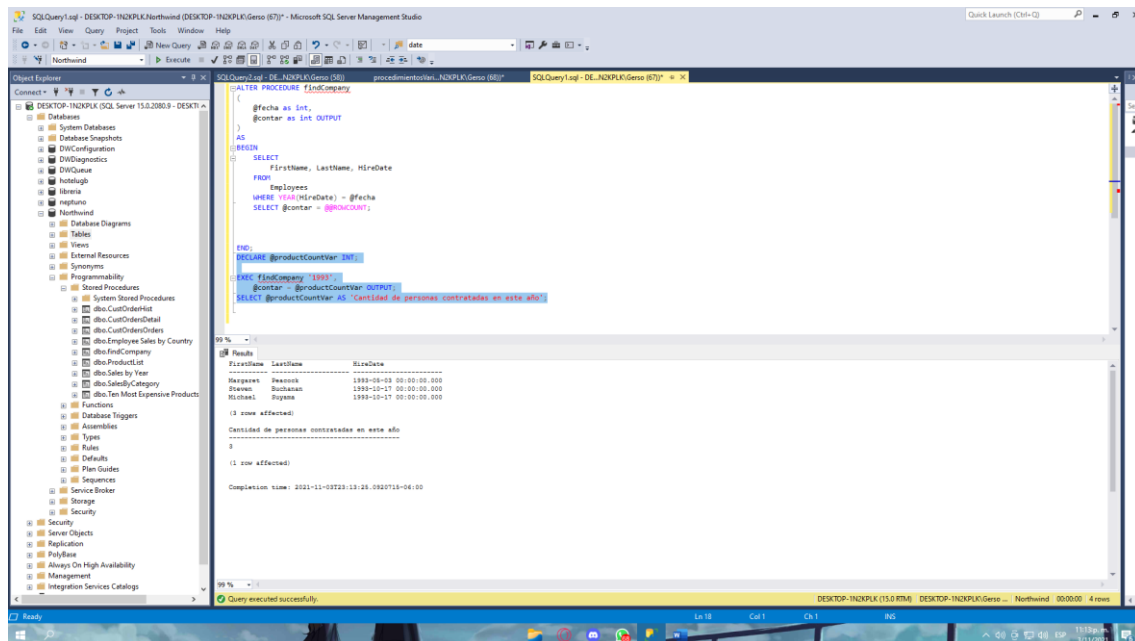 SQLQuery1.sql - DESKTOP-1N2KPLK.Northwind (DESKTOP-1N2KPLK\Gerso (67))* - Microsoft SQL Server Management Studio
Quick Launch (Ctrl+Q)
File Edit View Query Project Tools Window Help
New Query
date
Northwind
Execute
Object Explorer
SQLQuery2.sql - DE...N2KPLK\Gerso (58))
procedimientosVari...N2KPLK\Gerso (68))*
SQLQuery1.sql - DE...N2KPLK\Gerso (67))*
Connect
DESKTOP-1N2KPLK (SQL Server 15.0.2080.9 - DESKT
Databases
System Databases
Database Snapshots
DWConfiguration
DWDiagnostics
DWQueue
hotelugb
libreria
neptuno
Northwind
Database Diagrams
Tables
Views
External Resources
Synonyms
Programmability
Stored Procedures
System Stored Procedures
dbo.CustOrderHist
dbo.CustOrdersDetail
dbo.CustOrdersOrders
dbo.Employee Sales by Country
dbo.findCompany
dbo.ProductList
dbo.Sales by Year
dbo.SalesByCategory
dbo.Ten Most Expensive Products
Functions
Database Triggers
Assemblies
Types
Rules
Defaults
Plan Guides
Sequences
Service Broker
Storage
Security
Security
Server Objects
Replication
PolyBase
Always On High Availability
Management
Integration Services Catalogs
ALTER PROCEDURE findCompany
(
@fecha as int,
@contar as int OUTPUT
)
AS
BEGIN
SELECT
FirstName, LastName, HireDate
FROM
Employees
WHERE YEAR(HireDate) = @fecha
SELECT @contar = @@ROWCOUNT;
END;
DECLARE @productCountVar INT;
EXEC findCompany '1993',
@contar = @productCountVar OUTPUT;
SELECT @productCountVar AS 'Cantidad de personas contratadas en este año';
99 %
Results
FirstName LastName HireDate
Margaret Peacock 1993-05-03 00:00:00.000
Steven Buchanan 1993-10-17 00:00:00.000
Michael Suyama 1993-10-17 00:00:00.000
(3 rows affected)
Cantidad de personas contratadas en este año
3
(1 row affected)
Completion time: 2021-11-03T23:13:25.0920715-06:00
99 %
Query executed successfully.
DESKTOP-1N2KPLK (15.0 RTM) DESKTOP-1N2KPLK\Gerso ... Northwind 00:00:00 4 rows
Ready
Ln 18 Col 1 Ch 1 INS
ESP
11:13 p. m.
3/11/2021